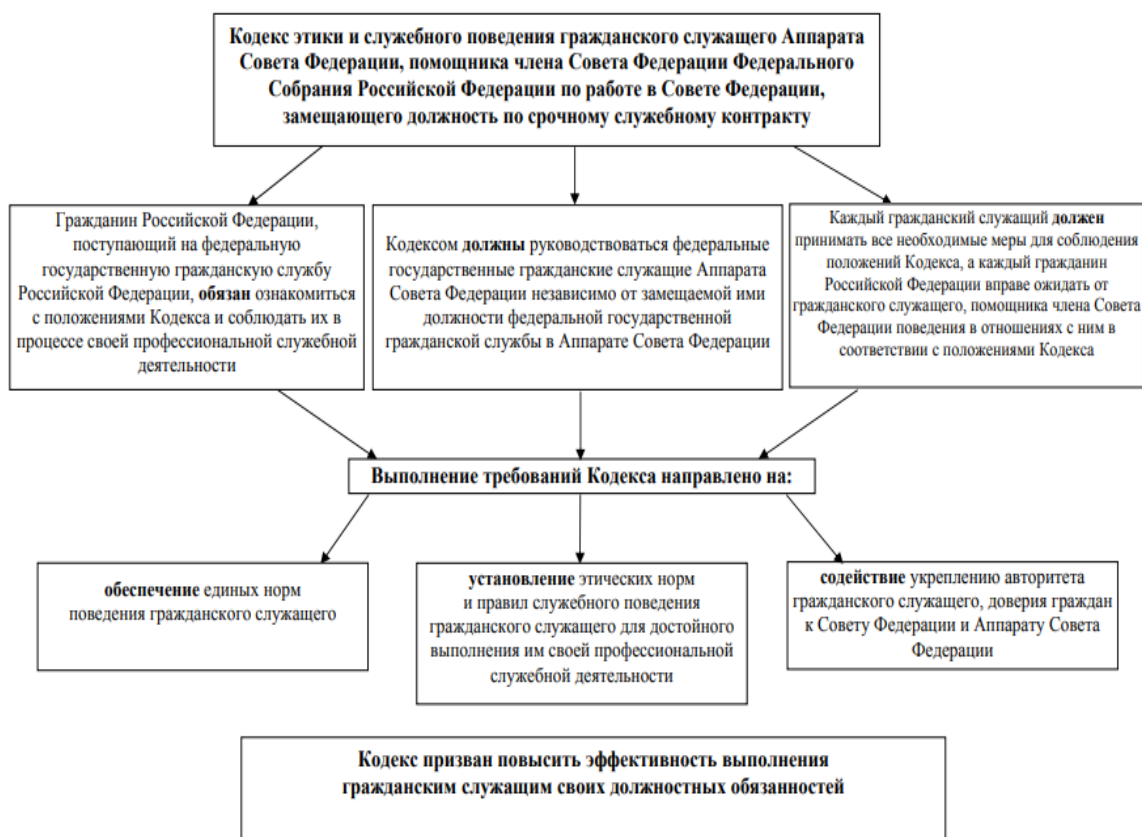 Кодекс этики и служебного поведения гражданского служащего Аппарата
Совета Федерации, помощника члена Совета Федерации Федерального
Собрания Российской Федерации по работе в Совете Федерации,
замещающего должность по срочному служебному контракту
Гражданин Российской Федерации,
поступающий на федеральную
государственную гражданскую службу
Российской Федерации, обязан ознакомиться
с положениями Кодекса и соблюдать их в
процессе своей профессиональной служебной
деятельности
Кодексом должны руководствоваться федеральные
государственные гражданские служащие Аппарата
Совета Федерации независимо от замещаемой ими
должности федеральной государственной
гражданской службы в Аппарате Совета Федерации
Каждый гражданский служащий должен
принимать все необходимые меры для соблюдения
положений Кодекса, а каждый гражданин
Российской Федерации вправе ожидать от
гражданского служащего, помощника члена Совета
Федерации поведения в отношениях с ним в
соответствии с положениями Кодекса
Выполнение требований Кодекса направлено на:
обеспечение единых норм
поведения гражданского служащего
установление этических норм
и правил служебного поведения
гражданского служащего для достойного
выполнения им своей профессиональной
служебной деятельности
содействие укреплению авторитета
гражданского служащего, доверия граждан
к Совету Федерации и Аппарату Совета
Федерации
Кодекс призван повысить эффективность выполнения
гражданским служащим своих должностных обязанностей